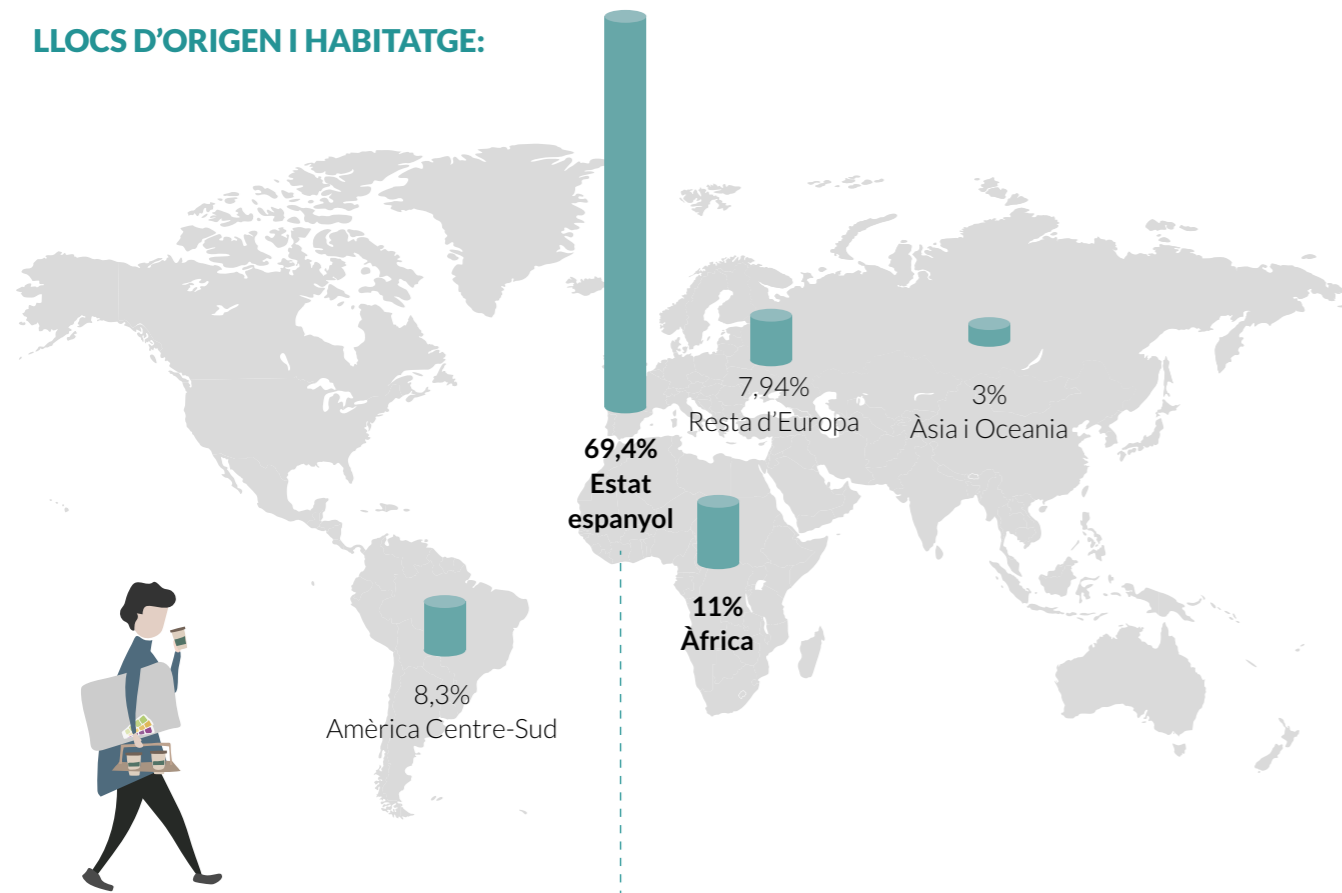 LLOCS D’ORIGEN I HABITATGE:
7,94%
Resta d’Europa
3%
Àsia i Oceania
69,4%
Estat
espanyol
11%
Àfrica
8,3%
Amèrica Centre-Sud